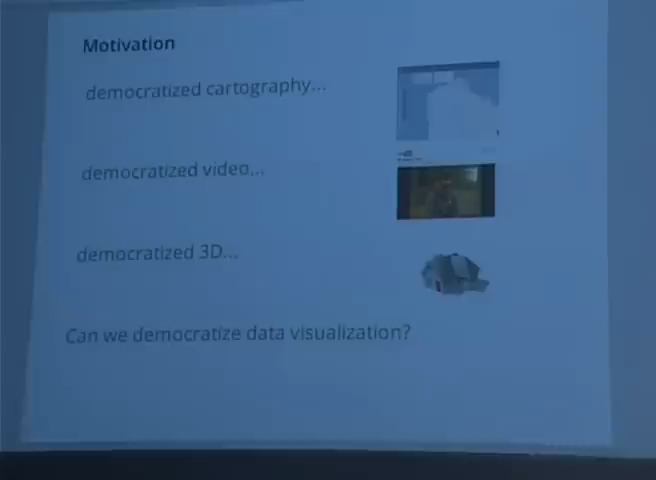 Motivation
democratized cartography...
democratized video...
democratized 3D...
Can we democratize data visualization?